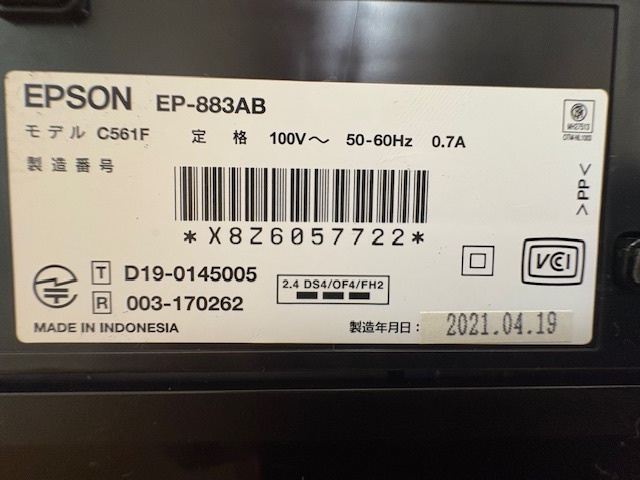 EPSON EP-883AB
モデル C561F 定格 100V～ 50-60Hz 0.7A
製造番号
*X8Z6057722*
>PP<
T D19-0145005
R 003-170262
2.4 DS4/OF4/FH2
VCCI
MADE IN INDONESIA
製造年月日: 2021.04.19